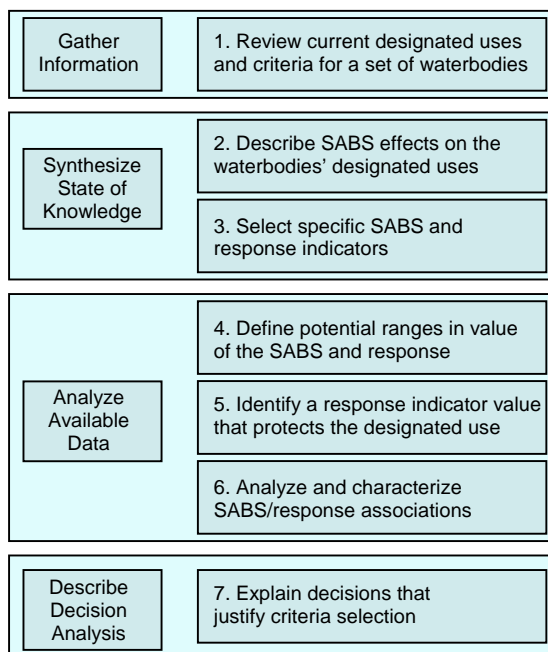 Gather
Information
1. Review current designated uses
and criteria for a set of waterbodies
Synthesize
State of
Knowledge
2. Describe SABS effects on the
waterbodies’ designated uses
3. Select specific SABS and
response indicators
Analyze
Available
Data
4. Define potential ranges in value
of the SABS and response
5. Identify a response indicator value
that protects the designated use
6. Analyze and characterize
SABS/response associations
Describe
Decision
Analysis
7. Explain decisions that
justify criteria selection